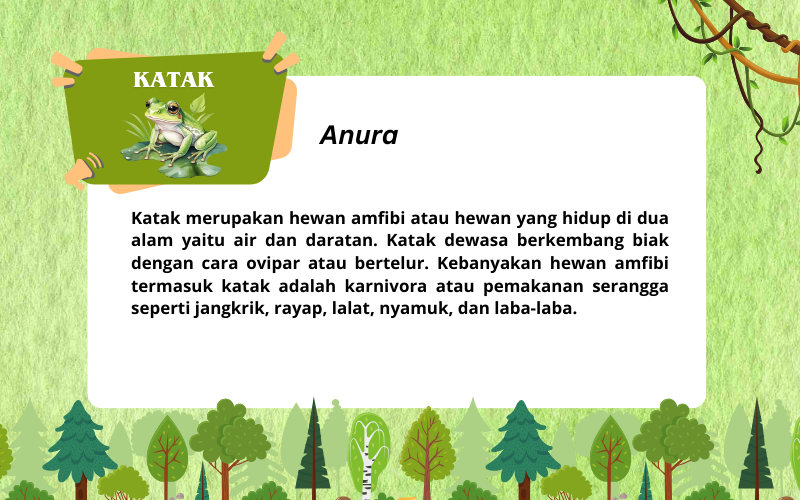 KATAK
Anura
Katak merupakan hewan amfibi atau hewan yang hidup di dua
alam yaitu air dan daratan. Katak dewasa berkembang biak
dengan cara ovipar atau bertelur. Kebanyakan hewan amfibi
termasuk katak adalah karnivora atau pemakanan serangga
seperti jangkrik, rayap, lalat, nyamuk, dan laba-laba.